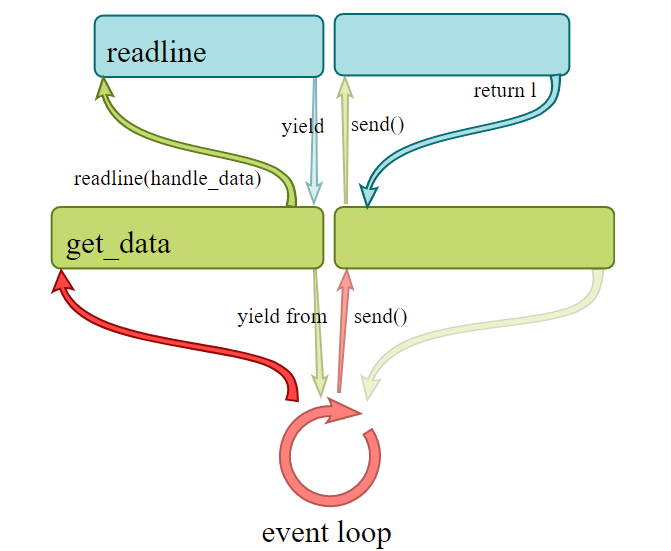 readline
return l
yield
send()
readline(handle_data)
get_data
yield from
send()
event loop